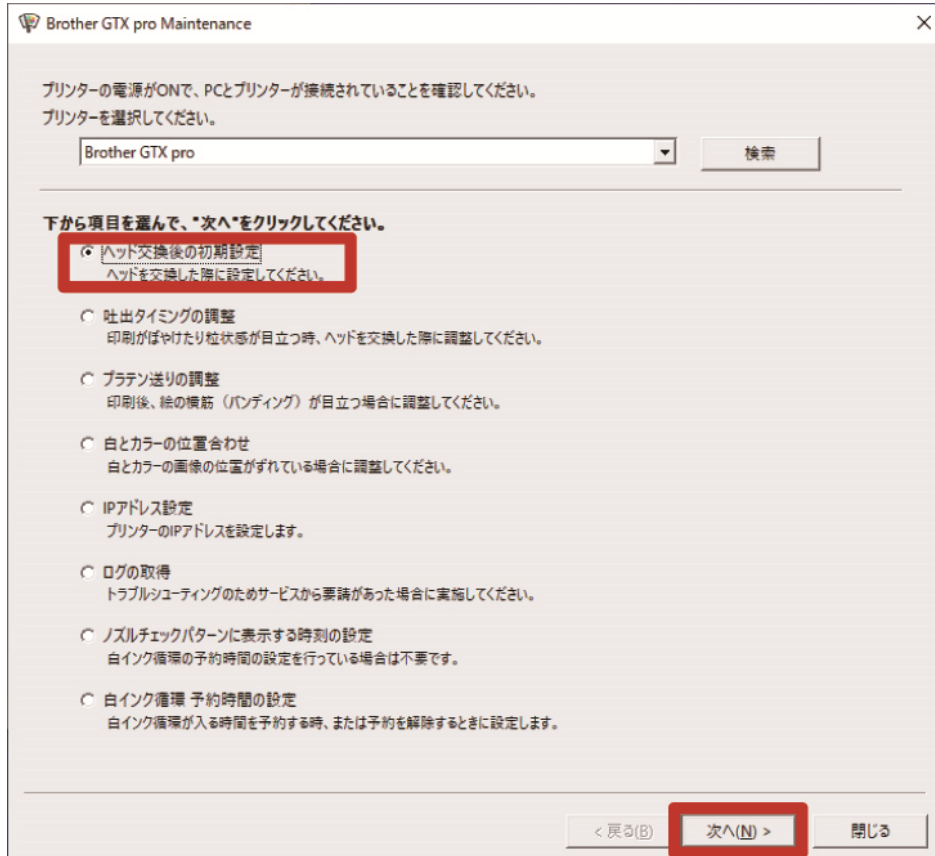 Brother GTX pro Maintenance
プリンターの電源がONで、PCとプリンターが接続されていることを確認してください。
プリンターを選択してください。
Brother GTX pro
検索
下から項目を選んで、"次へ"をクリックしてください。
ヘッド交換後の初期設定
ヘッドを交換した際に設定してください。
吐出タイミングの調整
印刷がぼやけたり粒状感が目立つ時、ヘッドを交換した際に調整してください。
プラテン送りの調整
印刷後、絵の横筋（バンディング）が目立つ場合に調整してください。
白とカラーの位置合わせ
白とカラーの画像の位置がずれている場合に調整してください。
IPアドレス設定
プリンターのIPアドレスを設定します。
ログの取得
トラブルシューティングのためサービスから要請があった場合に実施してください。
ノズルチェックパターンに表示する時刻の設定
白インク循環の予約時間の設定を行っている場合は不要です。
白インク循環 予約時間の設定
白インク循環が入る時間を予約する時、または予約を解除するときに設定します。
< 戻る(B)
次へ(N) >
閉じる